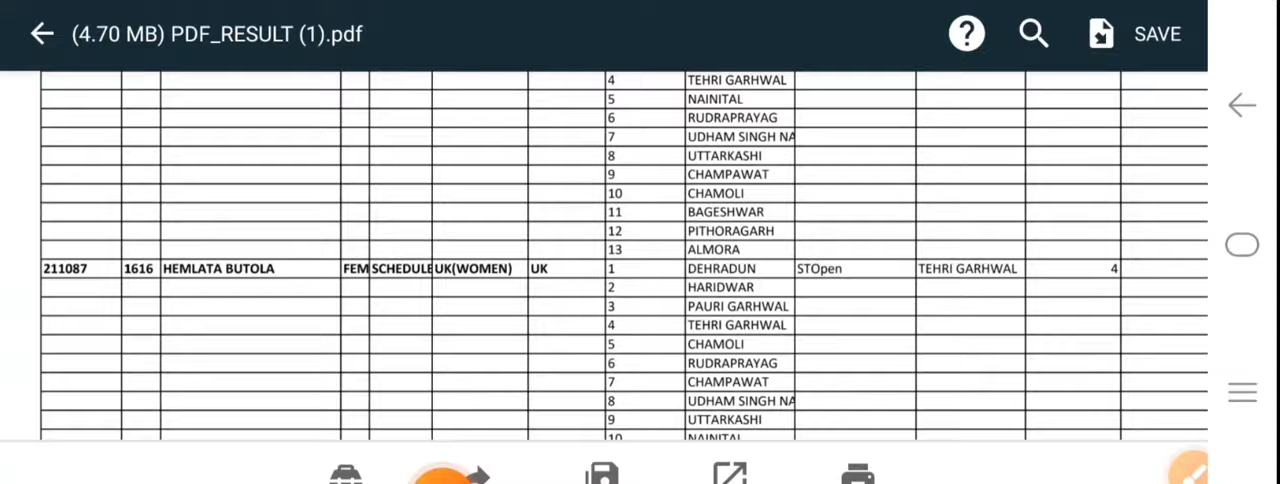 (4.70 MB) PDF_RESULT (1).pdf SAVE
4 TEHRI GARHWAL
5 NAINITAL
6 RUDRAPRAYAG
7 UDHAM SINGH NA
8 UTTARKASHI
9 CHAMPAWAT
10 CHAMOLI
11 BAGESHWAR
12 PITHORAGARH
13 ALMORA
211087 1616 HEMLATA BUTOLA FEM SCHEDULE UK(WOMEN) UK 1 DEHRADUN STOpen TEHRI GARHWAL 4
2 HARIDWAR
3 PAURI GARHWAL
4 TEHRI GARHWAL
5 CHAMOLI
6 RUDRAPRAYAG
7 CHAMPAWAT
8 UDHAM SINGH NA
9 UTTARKASHI
10 NAINITAL